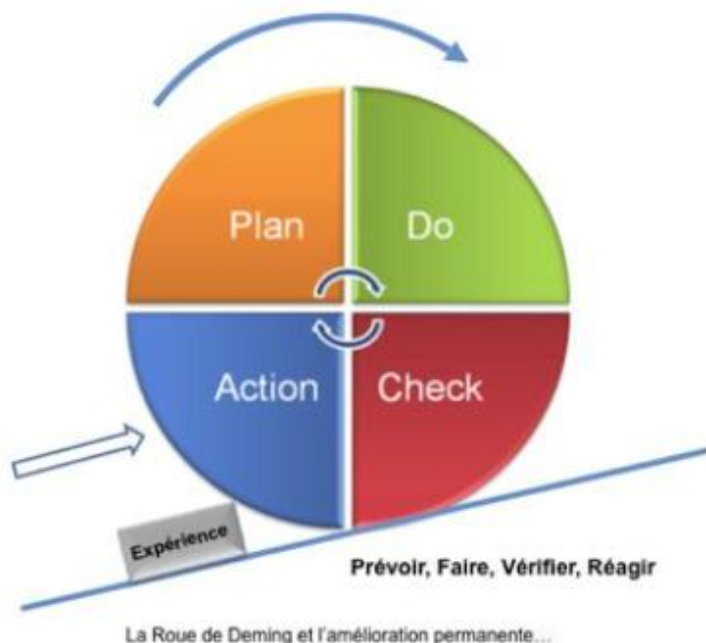 Plan
Do
Action
Check
Expérience
Prévoir, Faire, Vérifier, Réagir
La Roue de Deming et l'amélioration permanente…